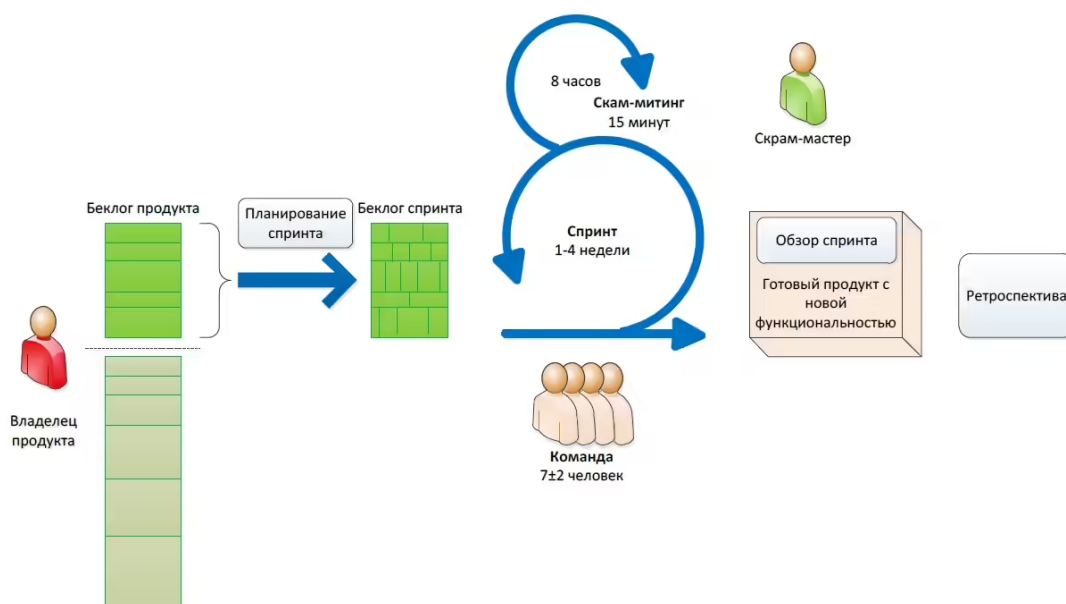 8 часов
Скам-митинг
15 минут
Скрам-мастер
Беклог продукта
Планирование
спринта
Беклог спринта
Спринт
1-4 недели
Обзор спринта
Готовый продукт с
новой
функциональностью
Ретроспектива
Владелец
продукта
Команда
7±2 человек